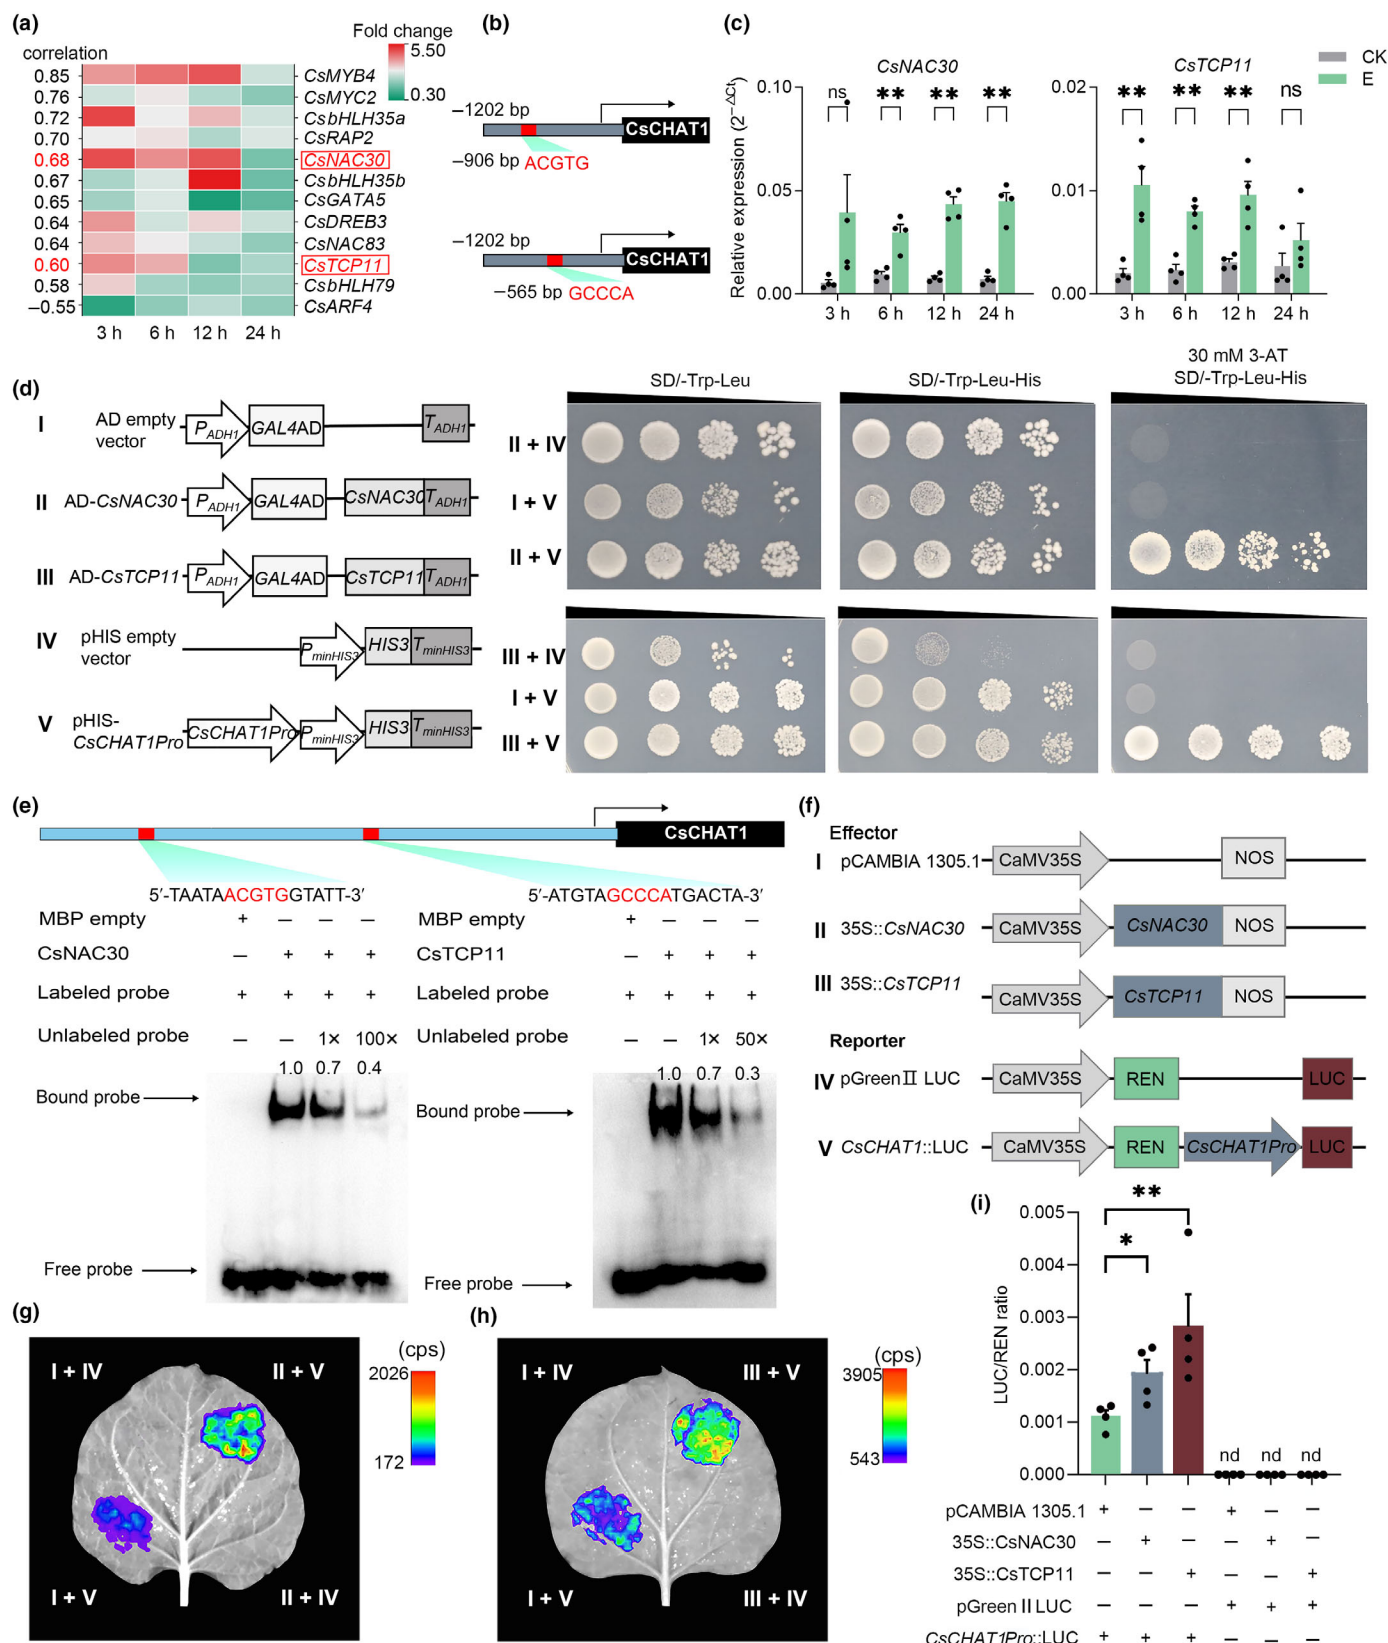 (a)
Fold change
correlation
5.50
0.30
0.85 CsMYB4
0.76 CsMYC2
0.72 CsbHLH35a
0.70 CsRAP2
0.68 CsNAC30
0.67 CsbHLH35b
0.65 CsGATA5
0.64 CsDREB3
0.64 CsNAC83
0.60 CsTCP11
0.58 CsbHLH79
−0.55 CsARF4
3 h 6 h 12 h 24 h
(b)
−1202 bp
CsCHAT1
−906 bp ACGTG
−1202 bp
CsCHAT1
−565 bp GCCCA
(c)
CK
E
CsNAC30
Relative expression (2−ΔCt)
0.10
0.05
0.00
ns ** ** **
3 h 6 h 12 h 24 h
CsTCP11
0.02
0.01
0.00
** ** ** ns
3 h 6 h 12 h 24 h
(d)
I AD empty vector PADH1 GAL4AD TADH1
II AD-CsNAC30 PADH1 GAL4AD CsNAC30 TADH1
III AD-CsTCP11 PADH1 GAL4AD CsTCP11 TADH1
IV pHIS empty vector PminHIS3 HIS3 TminHIS3
V pHIS-CsCHAT1Pro CsCHAT1Pro PminHIS3 HIS3 TminHIS3
SD/-Trp-Leu
SD/-Trp-Leu-His
30 mM 3-AT
SD/-Trp-Leu-His
II + IV
I + V
II + V
III + IV
I + V
III + V
(e)
CsCHAT1
5′-TAATAACGTGGTATT-3′
5′-ATGTAGCCCATGACTA-3′
MBP empty + − − −
CsNAC30 − + + +
Labeled probe + + + +
Unlabeled probe − − 1× 100×
1.0 0.7 0.4
Bound probe
Free probe
MBP empty + − − −
CsTCP11 − + + +
Labeled probe + + + +
Unlabeled probe − − 1× 50×
1.0 0.7 0.3
Bound probe
Free probe
(f)
Effector
I pCAMBIA 1305.1 CaMV35S NOS
II 35S::CsNAC30 CaMV35S CsNAC30 NOS
III 35S::CsTCP11 CaMV35S CsTCP11 NOS
Reporter
IV pGreenⅡ LUC CaMV35S REN LUC
V CsCHAT1::LUC CaMV35S REN CsCHAT1Pro LUC
(g)
I + IV II + V
I + V II + IV
(cps)
2026
172
(h)
I + IV III + V
I + V III + IV
(cps)
3905
543
(i)
LUC/REN ratio
0.005
0.004
0.003
0.002
0.001
0.000
**
*
nd nd nd
pCAMBIA 1305.1 + − − + − −
35S::CsNAC30 − + − − + −
35S::CsTCP11 − − + − − +
pGreenⅡLUC − − − + + +
CsCHAT1Pro::LUC + + + − − −